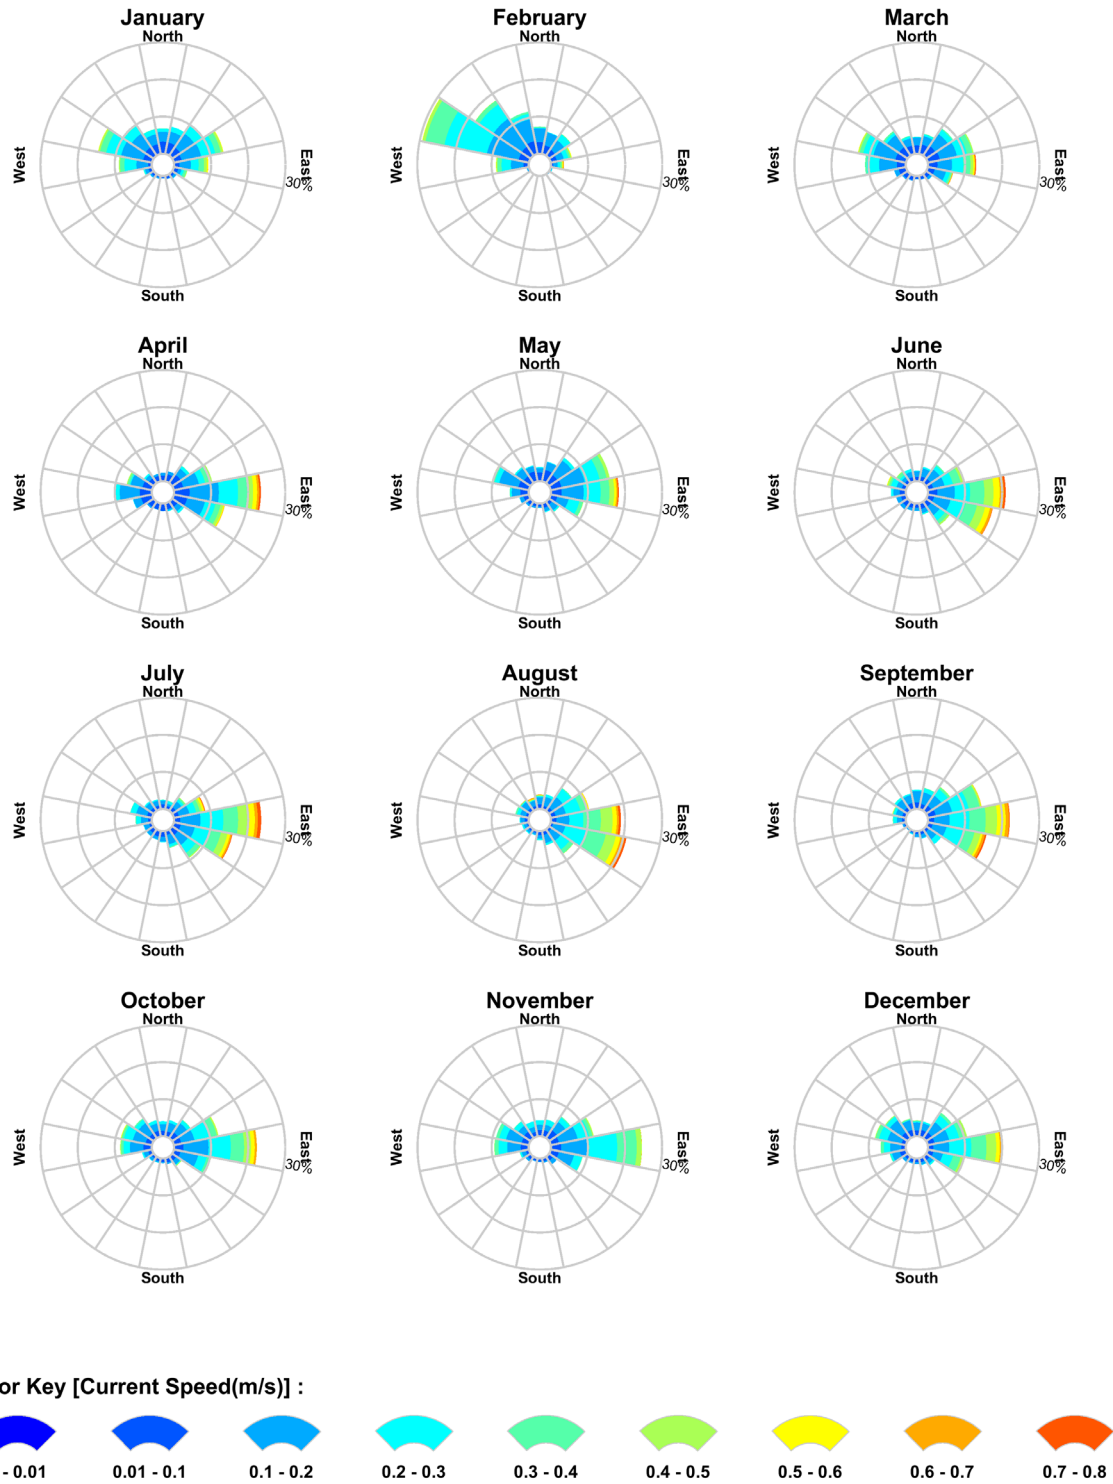 January February March
North North North
West East 30% West East 30% West East 30%
South South South
April May June
North North North
West East 30% West East 30% West East 30%
South South South
July August September
North North North
West East 30% West East 30% West East 30%
South South South
October November December
North North North
West East 30% West East 30% West East 30%
South South South
or Key [Current Speed(m/s)] :
- 0.01 0.01 - 0.1 0.1 - 0.2 0.2 - 0.3 0.3 - 0.4 0.4 - 0.5 0.5 - 0.6 0.6 - 0.7 0.7 - 0.8